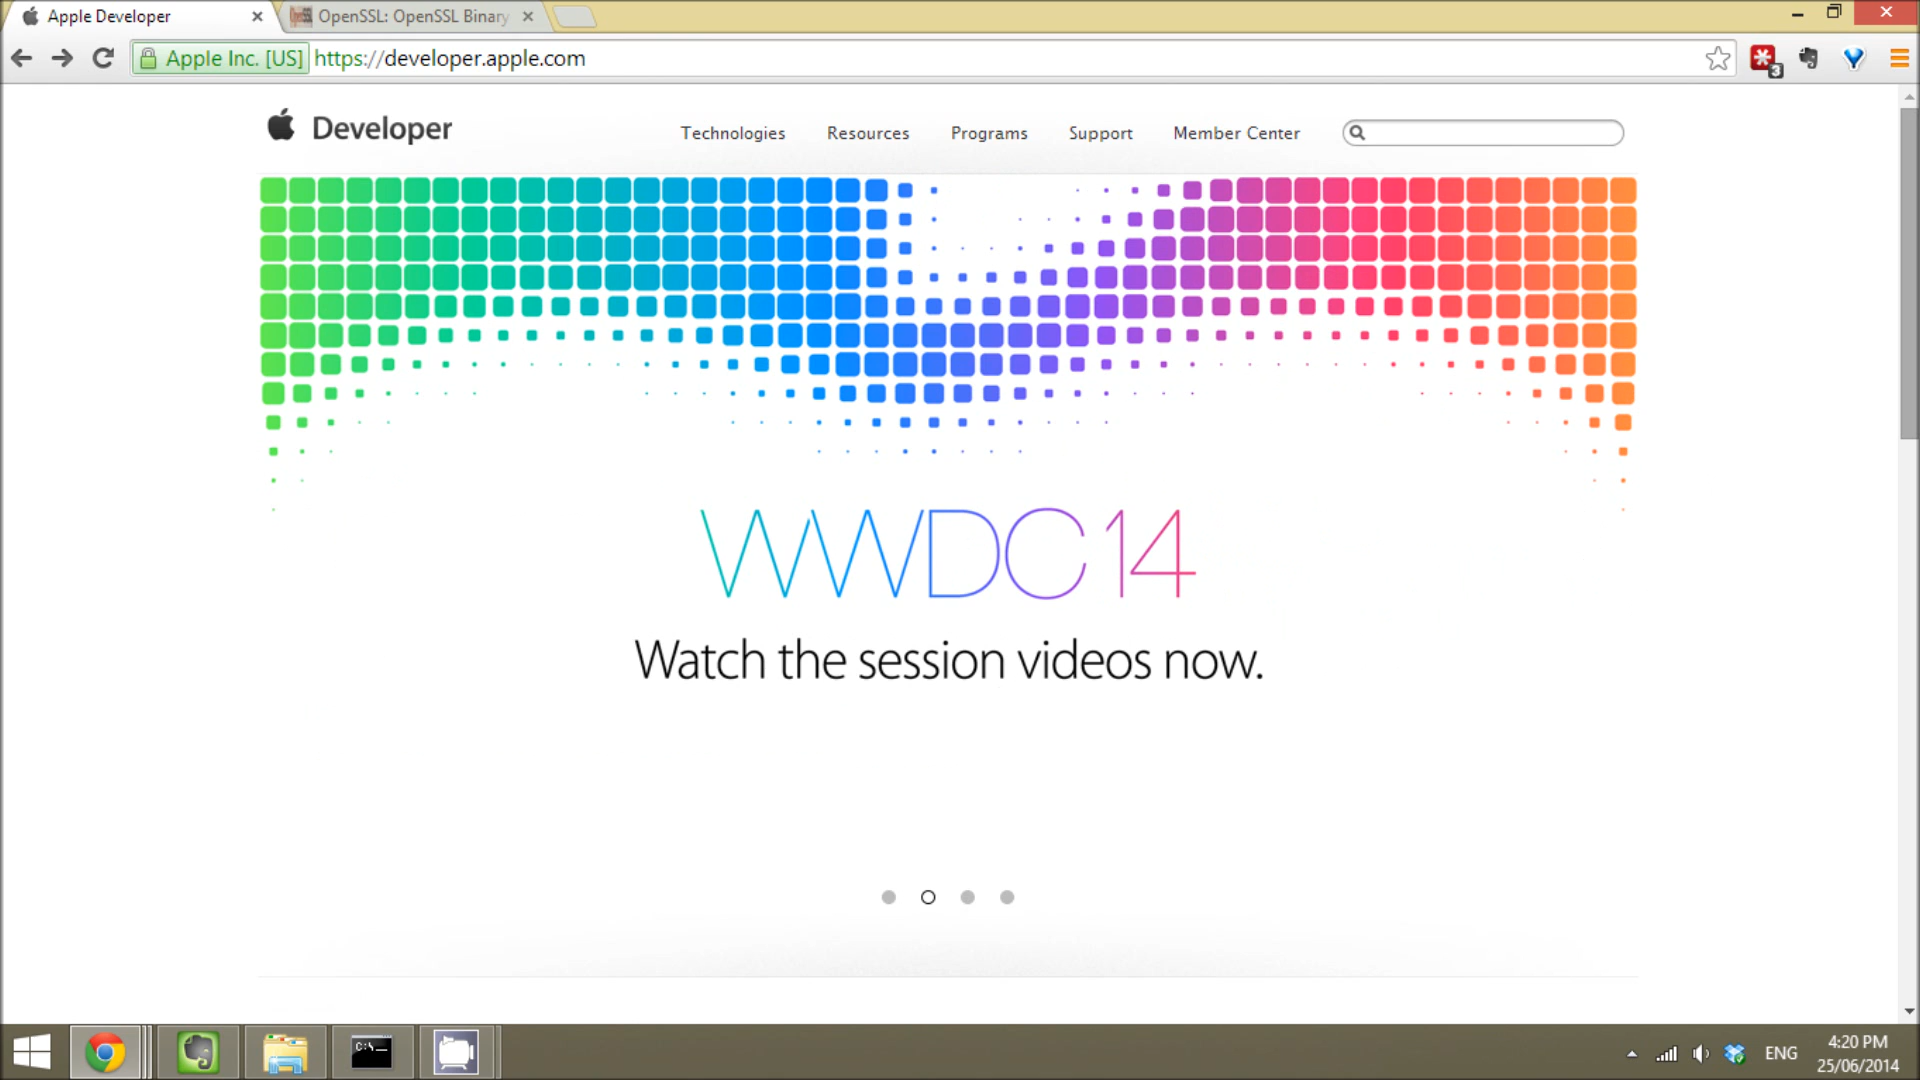 Apple Developer
OpenSSL: OpenSSL Binary
Apple Inc. [US] https://developer.apple.com
3
Developer
Technologies Resources Programs Support Member Center
WWDC14
Watch the session videos now.
C:\_
ENG
4:20 PM
25/06/2014